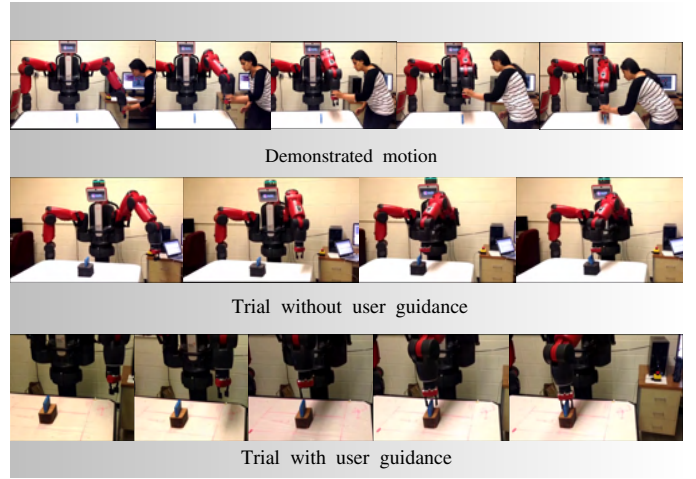 Demonstrated motion
Trial without user guidance
Trial with user guidance